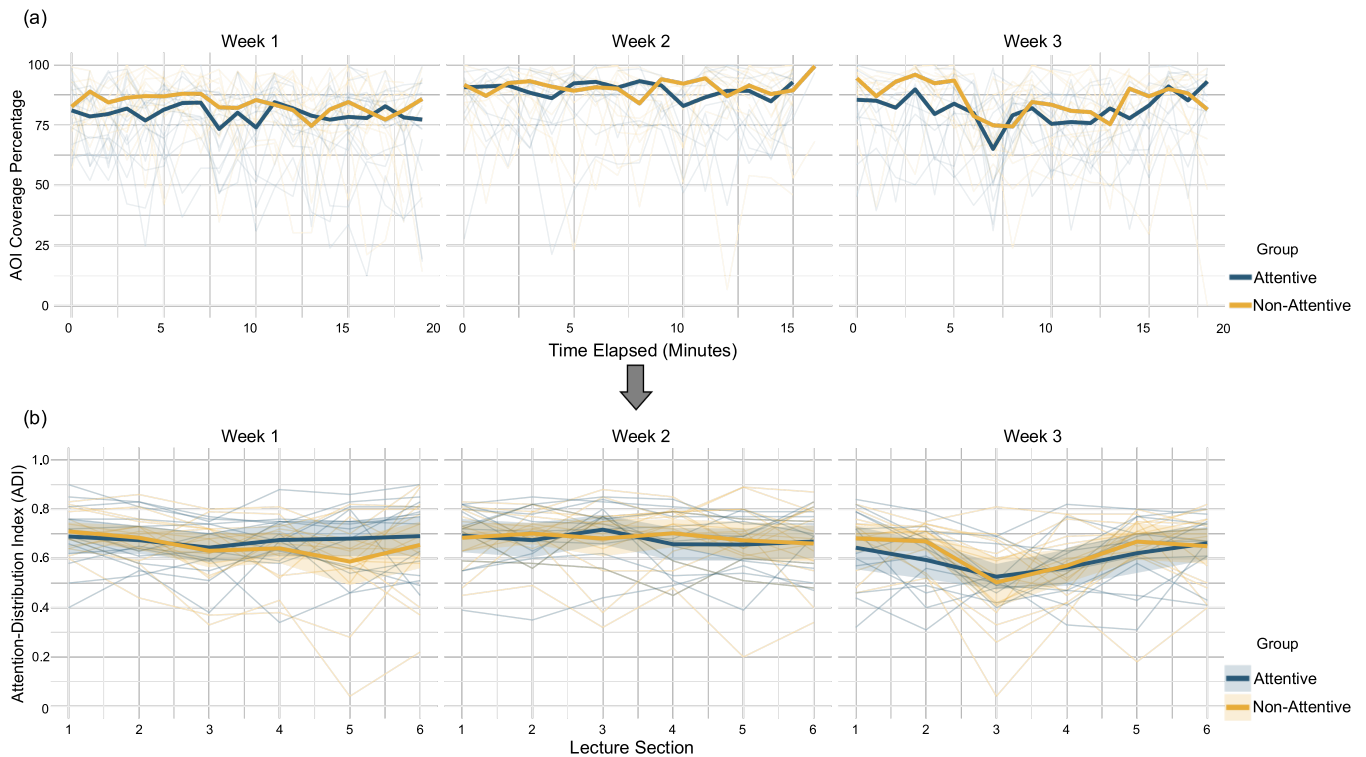 (a)
Week 1
Week 2
Week 3
AOI Coverage Percentage
100
75
50
25
0
0 5 10 15 20
0 5 10 15
0 5 10 15 20
Time Elapsed (Minutes)
Group
Attentive
Non-Attentive
(b)
Week 1
Week 2
Week 3
Attention-Distribution Index (ADI)
1.0
0.8
0.6
0.4
0.2
0
1 2 3 4 5 6
1 2 3 4 5 6
1 2 3 4 5 6
Lecture Section
Group
Attentive
Non-Attentive